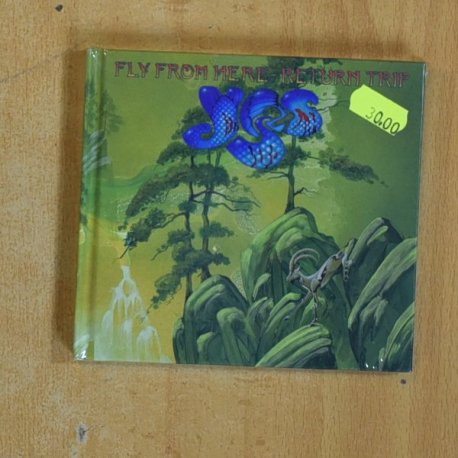 FLY FROM HERE - RETURN TRIP
Yes
30.00